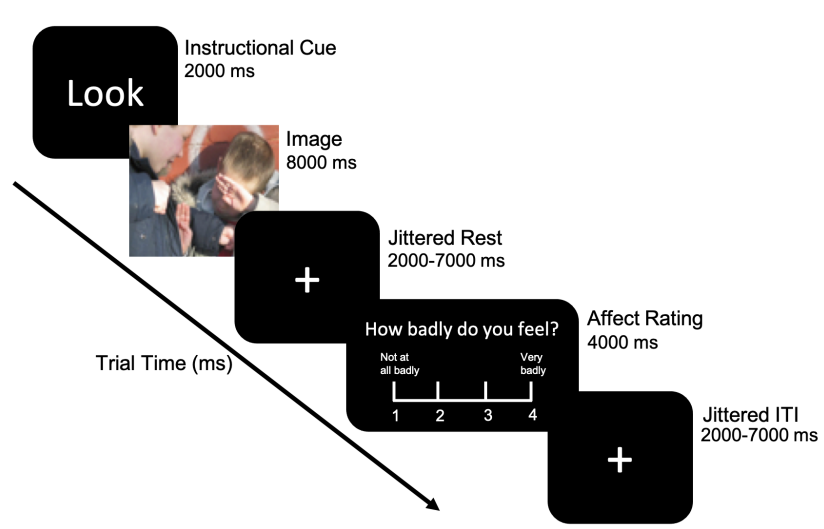 Instructional Cue
2000 ms
Look
Image
8000 ms
Jittered Rest
2000-7000 ms
+
How badly do you feel?
Not at
all badly
Very
badly
1 2 3 4
Affect Rating
4000 ms
Trial Time (ms)
Jittered ITI
2000-7000 ms
+